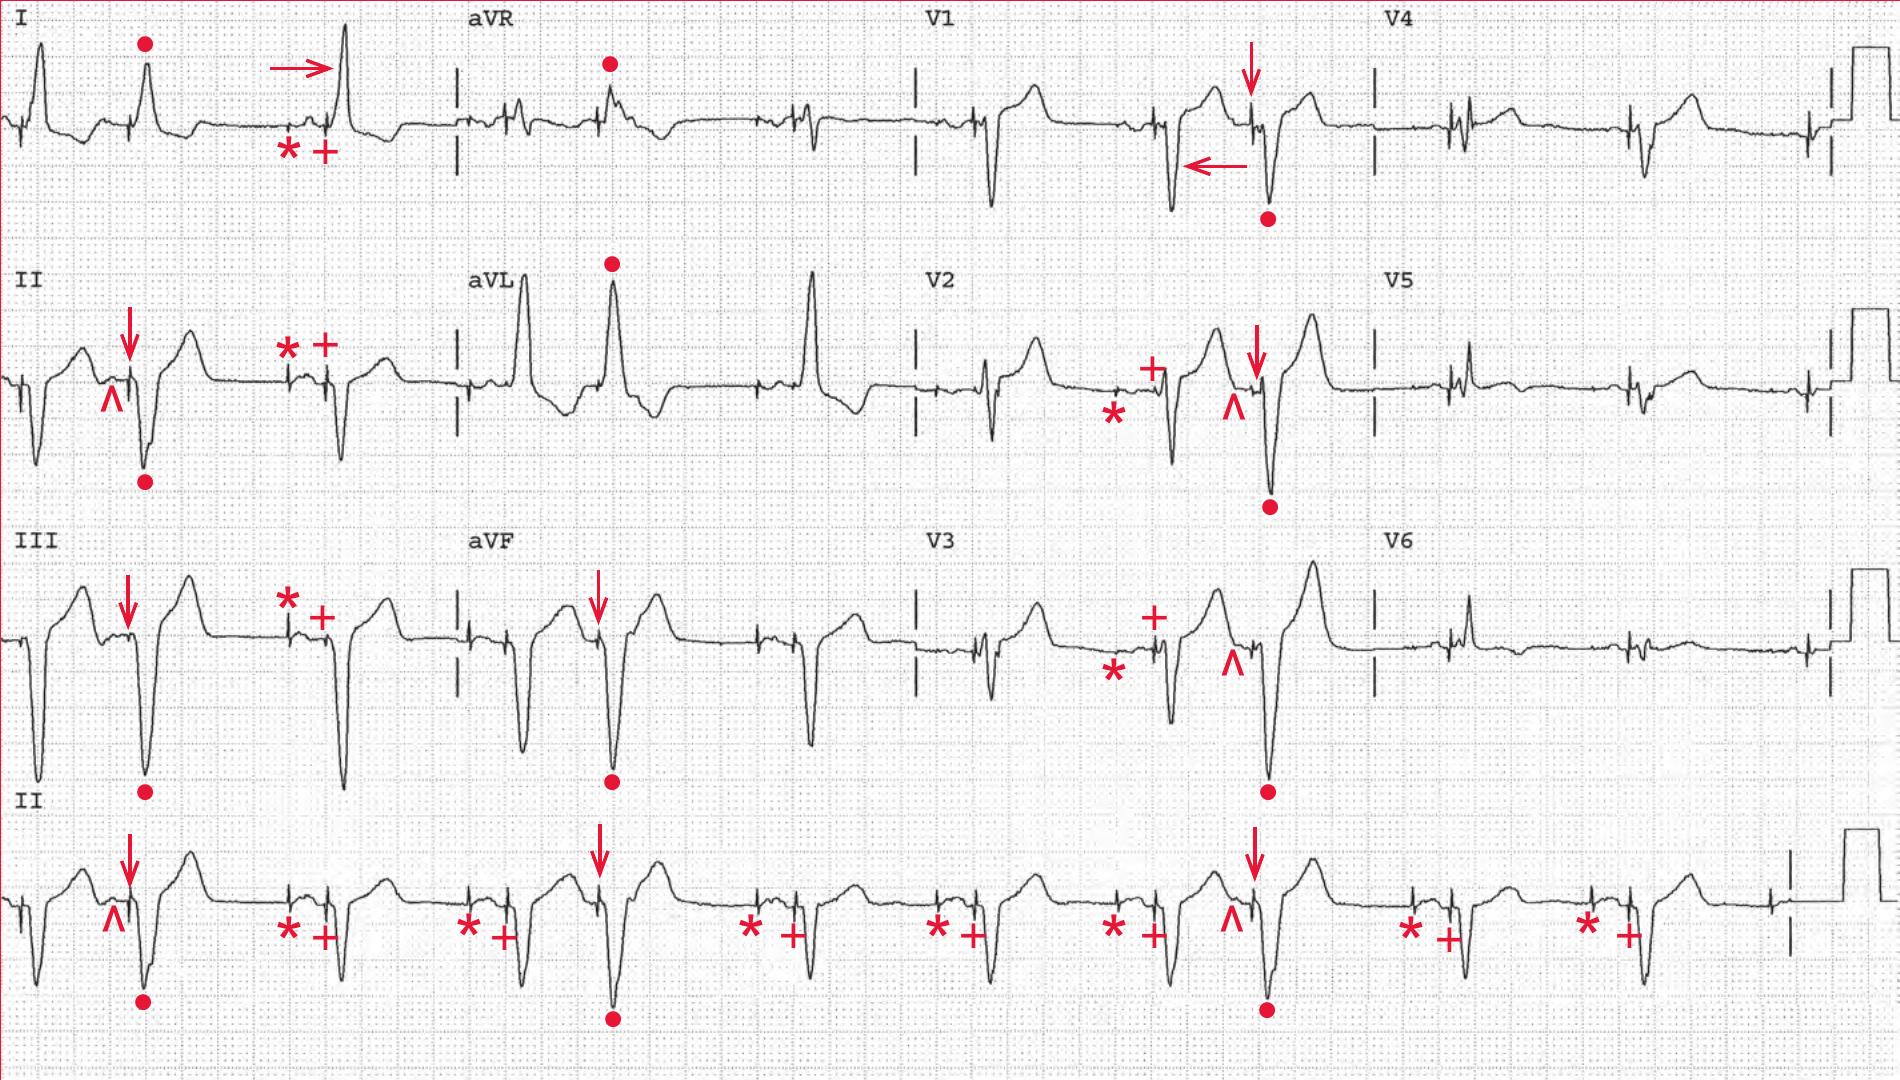 I aVR V1 V4
* +
II aVL V2 V5
* +
+
^ ^
*
III aVF V3 V6
* + +
^
*
II
^ ^
* + * + * + * + * + * + * +